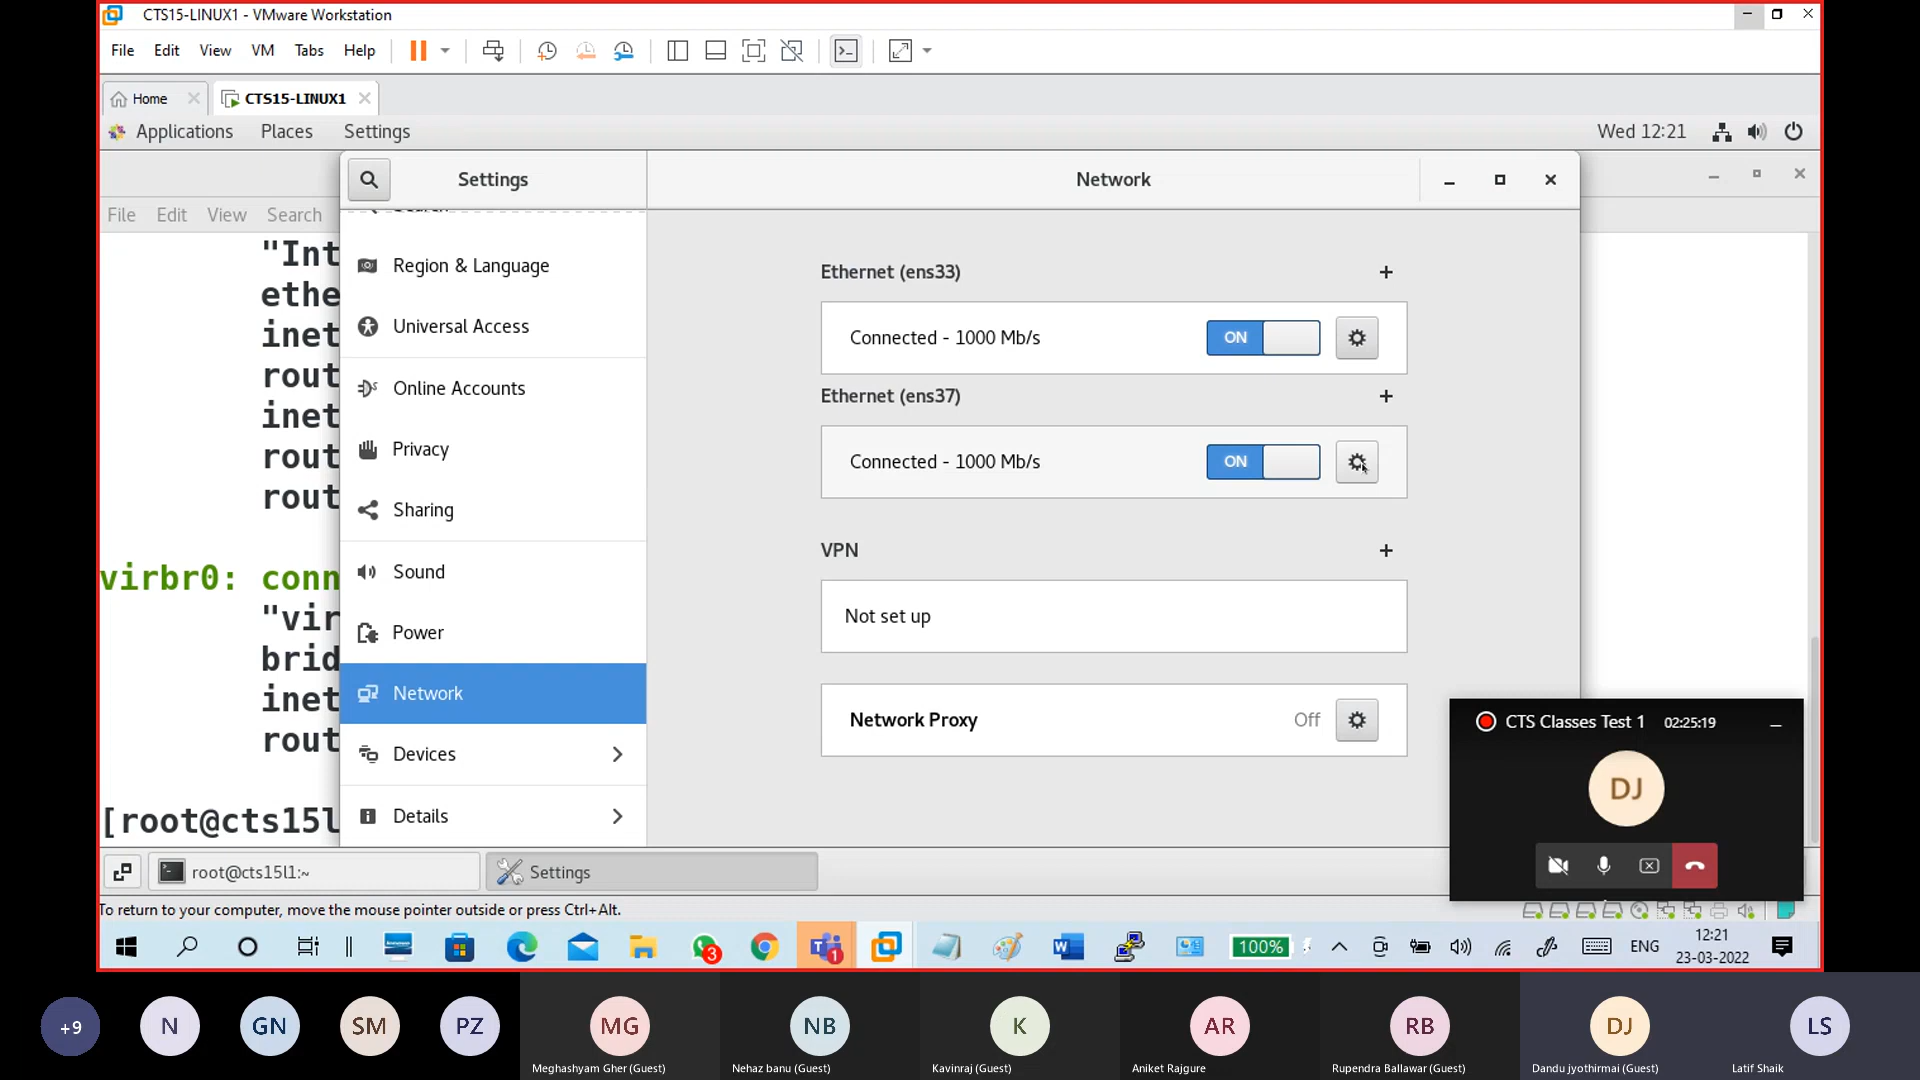 CTS15-LINUX1 - VMware Workstation
File Edit View VM Tabs Help
Home CTS15-LINUX1
Applications Places Settings Wed 12:21
Settings Network
File Edit View Search
Region & Language
Universal Access
Online Accounts
Privacy
Sharing
Sound
Power
Network
Devices
Details
Ethernet (ens33)
Connected - 1000 Mb/s ON
Ethernet (ens37)
Connected - 1000 Mb/s ON
VPN
Not set up
Network Proxy Off
"Int
ethe
inet
rout
inet
rout
rout
virbr0: conn
"vir
brid
inet
rout
[root@cts15l
CTS Classes Test 1 02:25:19
DJ
root@cts15l1:~ Settings
To return to your computer, move the mouse pointer outside or press Ctrl+Alt.
3 1 100% ENG 12:21
23-03-2022
+9 N GN SM PZ MG NB K AR RB DJ LS
Meghashyam Gher (Guest) Nehaz banu (Guest) Kavinraj (Guest) Aniket Rajgure Rupendra Ballawar (Guest) Dandu jyothirmai (Guest) Latif Shaik